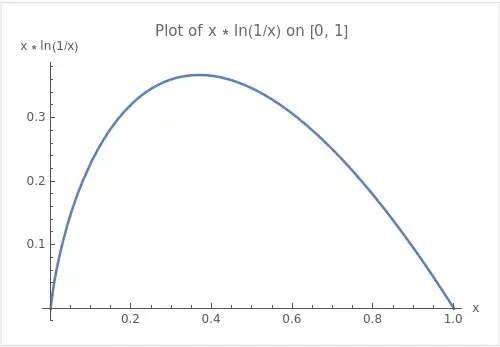 Plot of x * ln(1/x) on [0, 1]
x * ln(1/x)
0.3
0.2
0.1
0.2 0.4 0.6 0.8 1.0 x